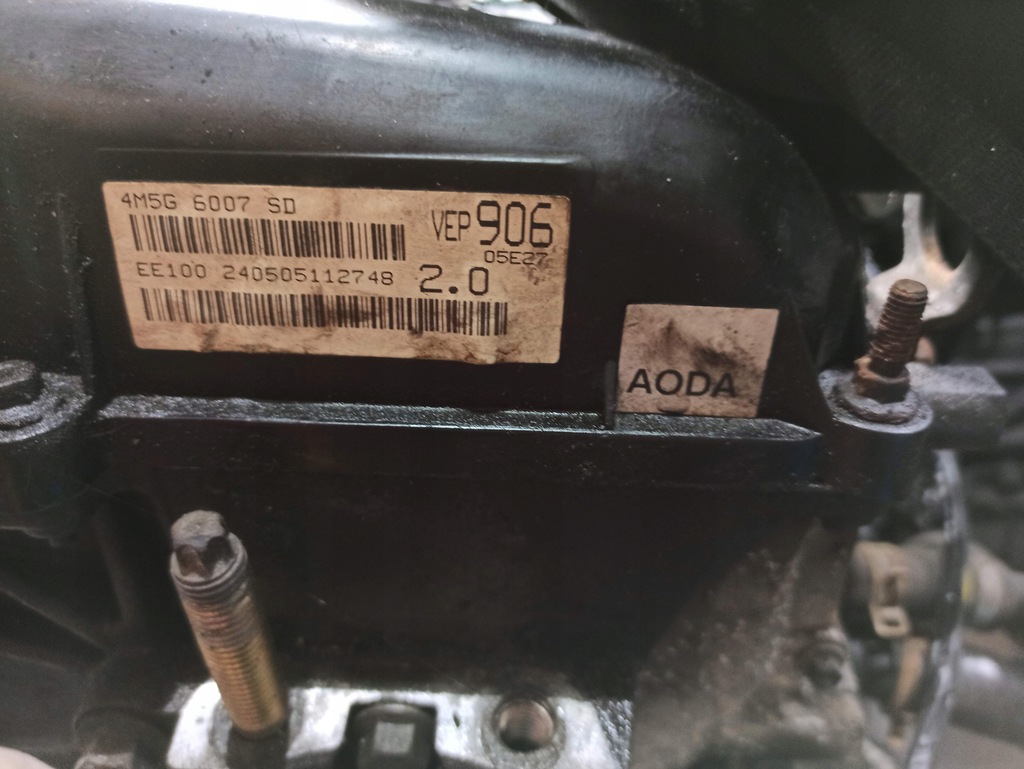 4M5G 6007 SD
VEP 906
05E27
EE100 240505112748 2.0
AODA